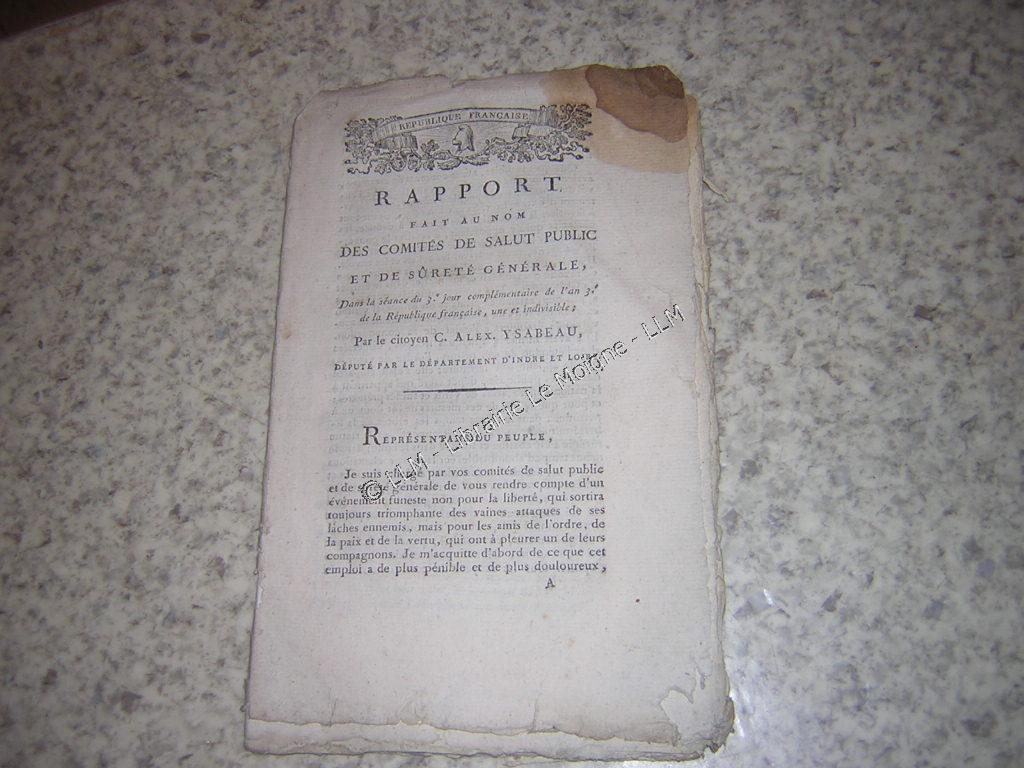 RÉPUBLIQUE FRANÇAISE
RAPPORT
FAIT AU NOM
DES COMITÉS DE SALUT PUBLIC
ET DE SÛRETÉ GÉNÉRALE,
Dans la séance du 3.e jour complémentaire de l'an 3.e
de la République française, une et indivisible;
Par le citoyen C. ALEX. YSABEAU,
DÉPUTÉ PAR LE DÉPARTEMENT D'INDRE ET LOIRE
REPRÉSENTANS DU PEUPLE,
Je suis chargé par vos comités de salut public
et de sûreté générale de vous rendre compte d'un
événement funeste non pour la liberté, qui sortira
toujours triomphante des vaines attaques de ses
lâches ennemis, mais pour les amis de l'ordre, de
la paix et de la vertu, qui ont à pleurer un de leurs
compagnons. Je m'acquitte d'abord de ce que cet
emploi a de plus pénible et de plus douloureux,
A
© LLM - Librairie Le Moigne - LLM